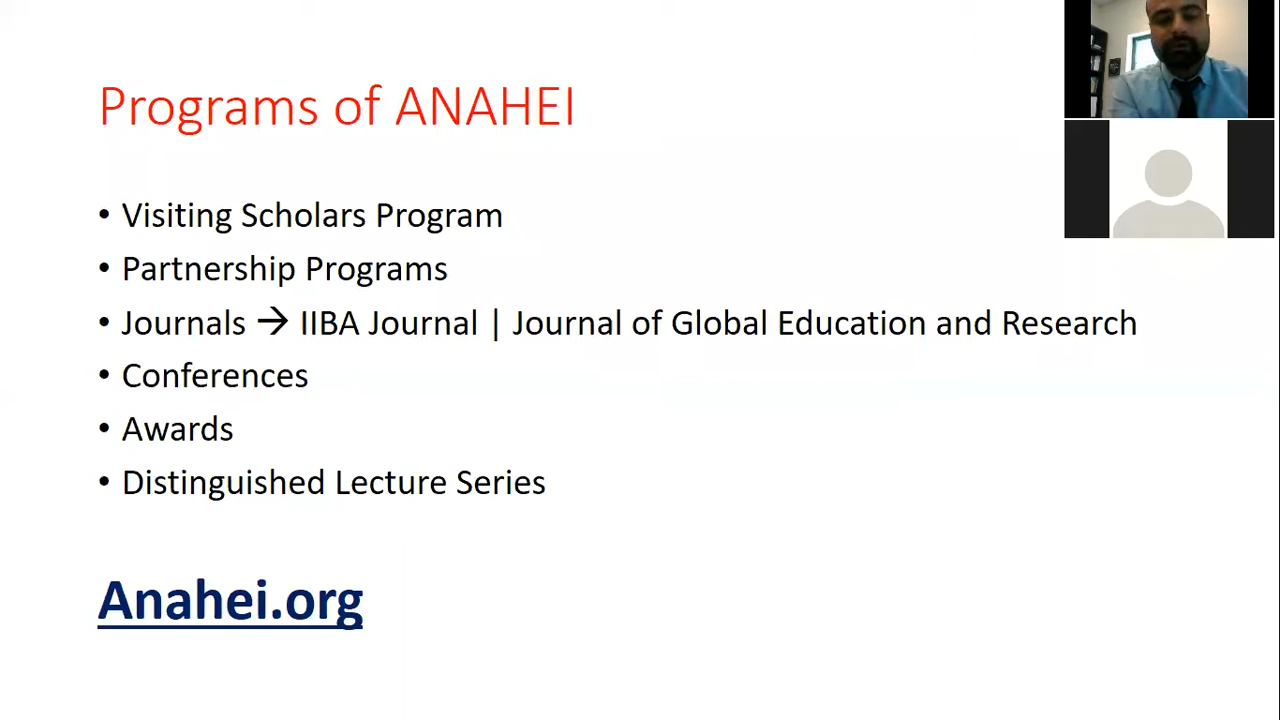 Programs of ANAHEI
• Visiting Scholars Program
• Partnership Programs
• Journals → IIBA Journal | Journal of Global Education and Research
• Conferences
• Awards
• Distinguished Lecture Series
Anahei.org